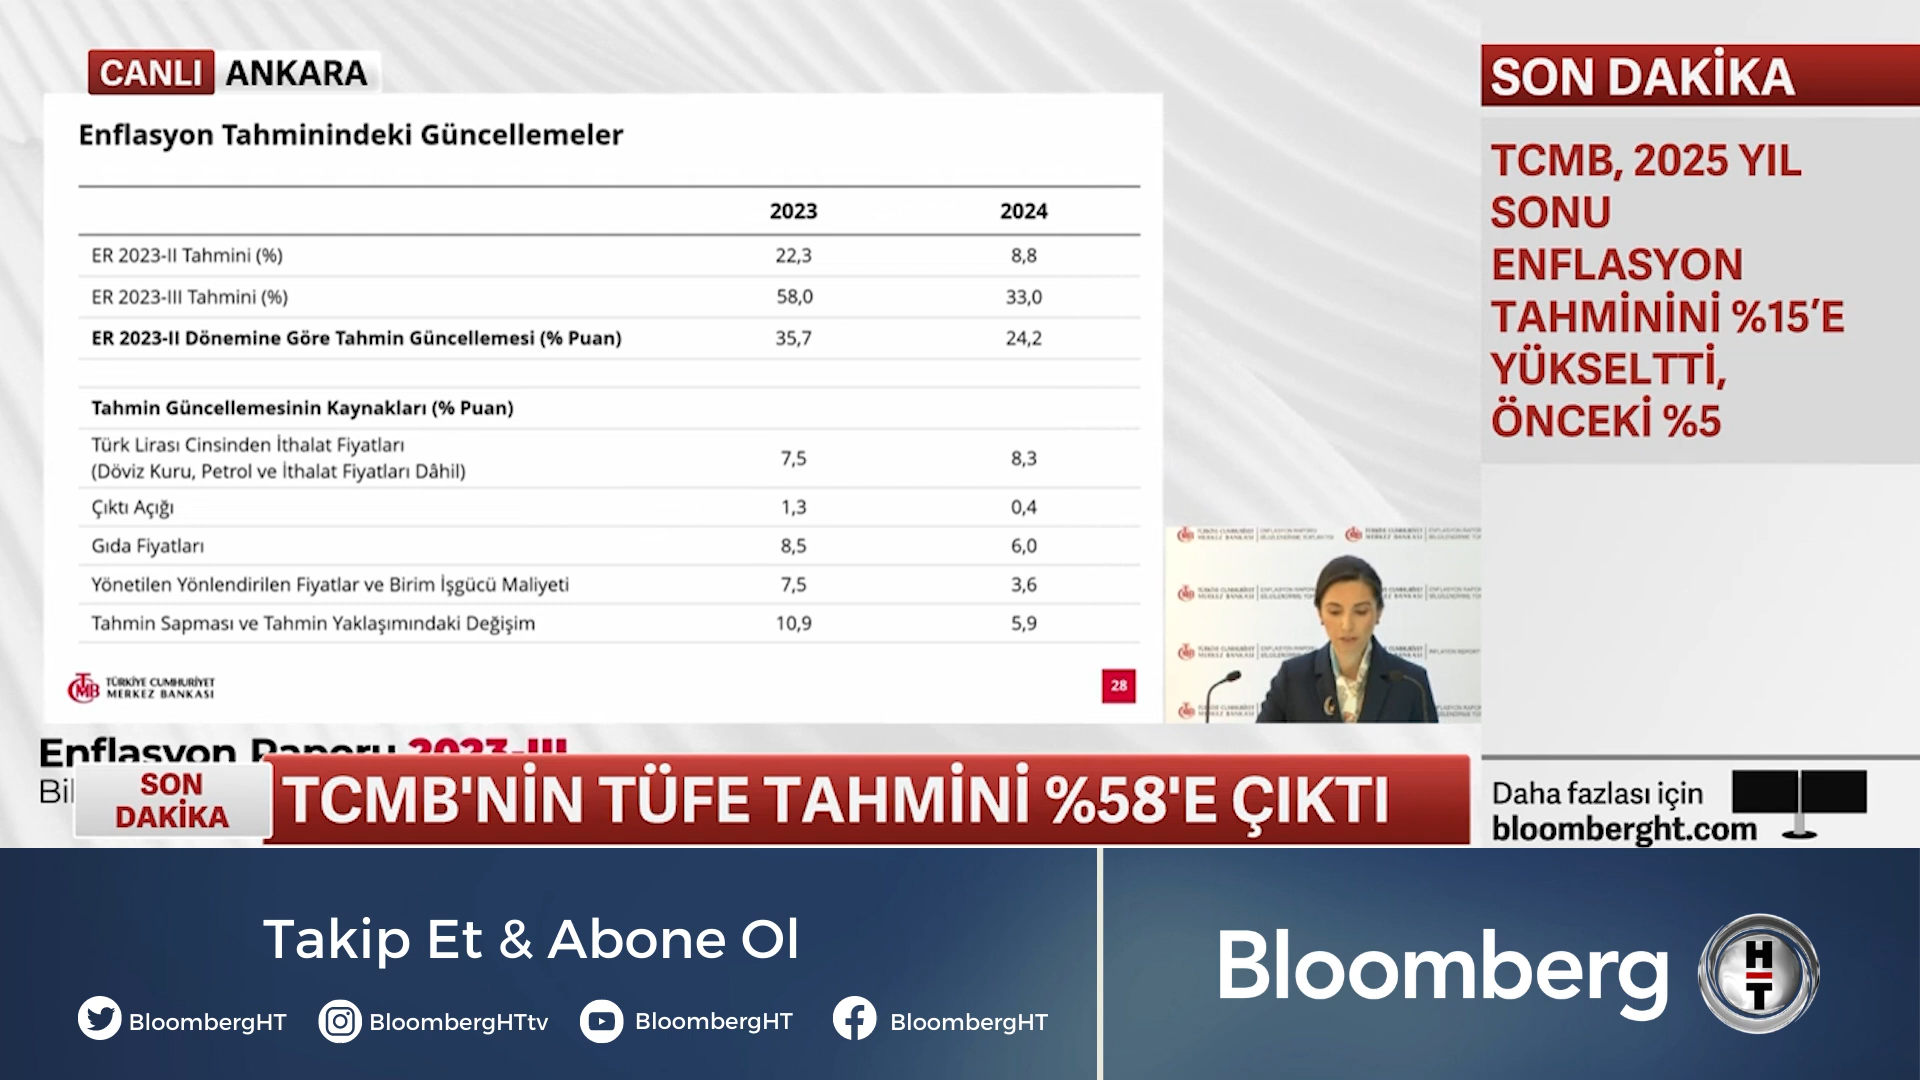 CANLI ANKARA
Enflasyon Tahminindeki Güncellemeler
2023 2024
ER 2023-II Tahmini (%) 22,3 8,8
ER 2023-III Tahmini (%) 58,0 33,0
ER 2023-II Dönemine Göre Tahmin Güncellemesi (% Puan) 35,7 24,2
Tahmin Güncellemesinin Kaynakları (% Puan)
Türk Lirası Cinsinden İthalat Fiyatları
(Döviz Kuru, Petrol ve İthalat Fiyatları Dâhil) 7,5 8,3
Çıktı Açığı 1,3 0,4
Gıda Fiyatları 8,5 6,0
Yönetilen Yönlendirilen Fiyatlar ve Birim İşgücü Maliyeti 7,5 3,6
Tahmin Sapması ve Tahmin Yaklaşımındaki Değişim 10,9 5,9
TÜRKİYE CUMHURİYET
MERKEZ BANKASI
28
SON DAKİKA
TCMB, 2025 YIL
SONU
ENFLASYON
TAHMİNİNİ %15’E
YÜKSELTTİ,
ÖNCEKİ %5
Enflasyon Raporu 2023-III
Bil
SON
DAKİKA
TCMB'NİN TÜFE TAHMİNİ %58'E ÇIKTI
Daha fazlası için
bloomberght.com
Takip Et & Abone Ol
BloombergHT BloombergHTtv BloombergHT BloombergHT
Bloomberg HT